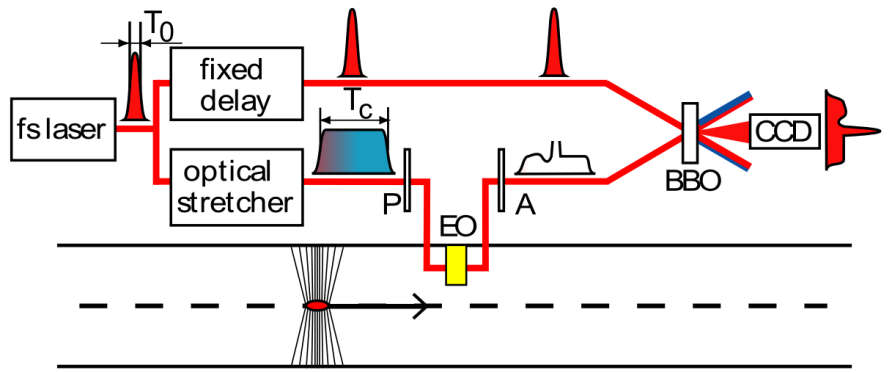 T0
fixed
delay
fs laser
Tc
CCD
optical
stretcher
P
A
BBO
EO